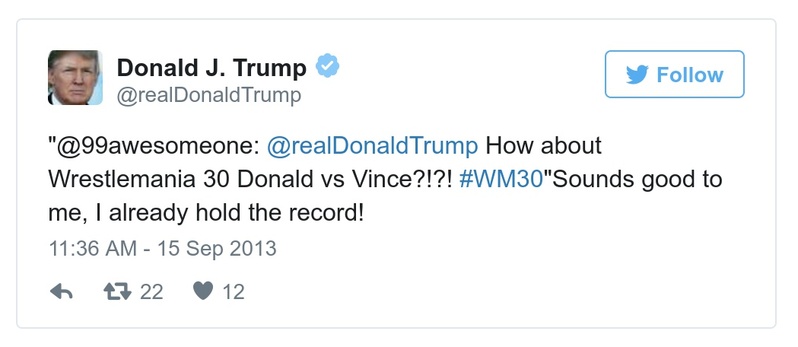 Donald J. Trump
Follow
@realDonaldTrump
"@99awesomeone: @realDonaldTrump How about
Wrestlemania 30 Donald vs Vince?!?! #WM30"Sounds good to
me, I already hold the record!
11:36 AM - 15 Sep 2013
22 12